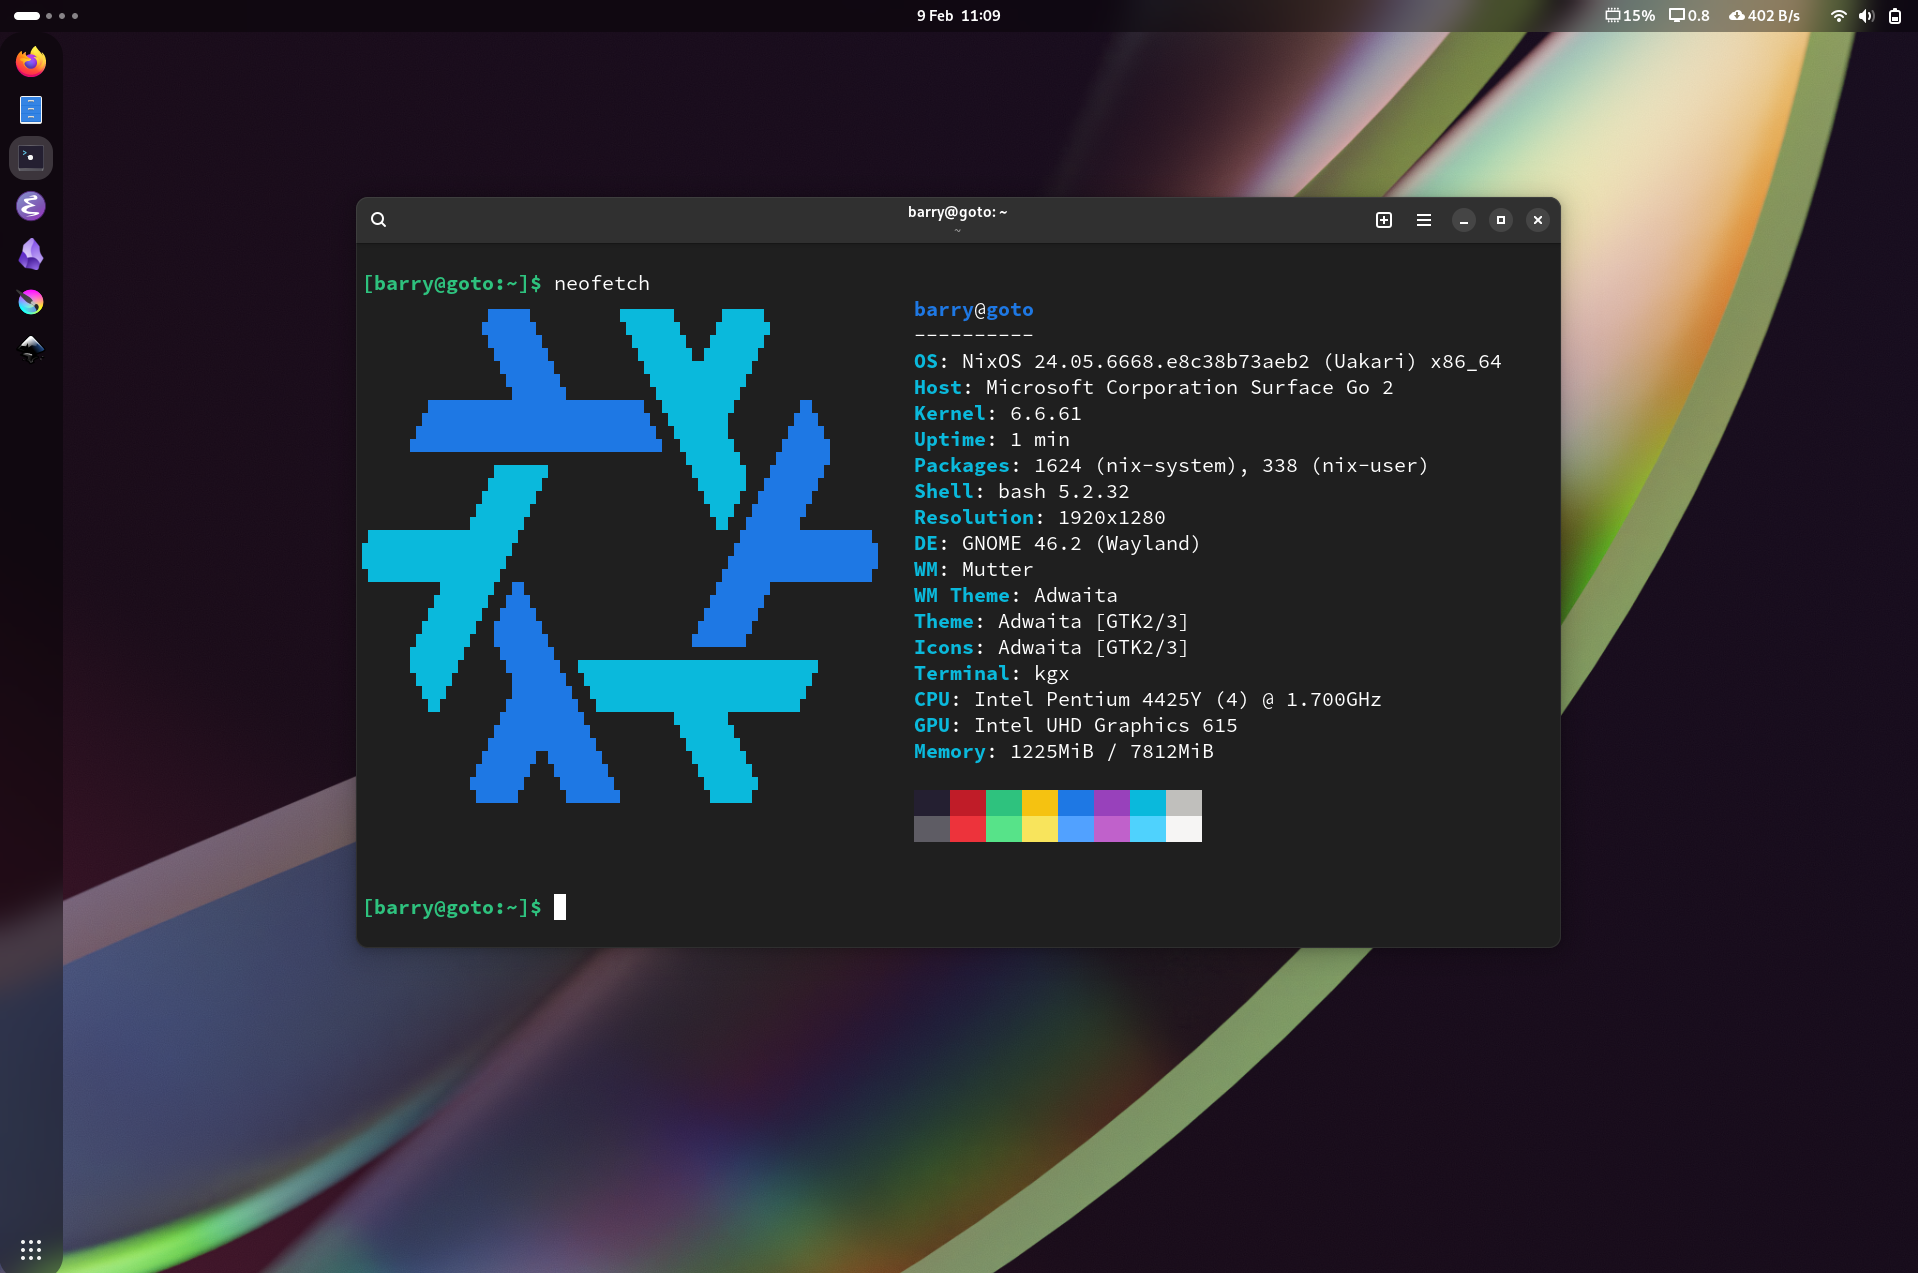 9 Feb 11:09
15% 0.8 402 B/s
barry@goto: ~
~
[barry@goto:~]$ neofetch
barry@goto
----------
OS: NixOS 24.05.6668.e8c38b73aeb2 (Uakari) x86_64
Host: Microsoft Corporation Surface Go 2
Kernel: 6.6.61
Uptime: 1 min
Packages: 1624 (nix-system), 338 (nix-user)
Shell: bash 5.2.32
Resolution: 1920x1280
DE: GNOME 46.2 (Wayland)
WM: Mutter
WM Theme: Adwaita
Theme: Adwaita [GTK2/3]
Icons: Adwaita [GTK2/3]
Terminal: kgx
CPU: Intel Pentium 4425Y (4) @ 1.700GHz
GPU: Intel UHD Graphics 615
Memory: 1225MiB / 7812MiB
[barry@goto:~]$